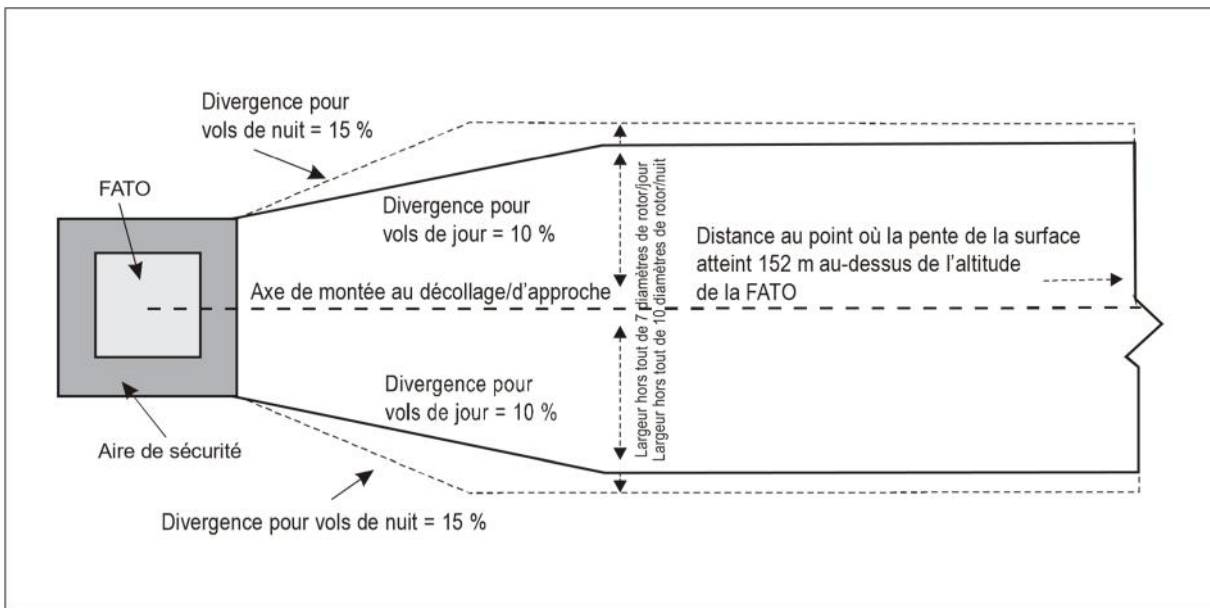 Divergence pour
vols de nuit = 15 %
FATO
Divergence pour
vols de jour = 10 %
Largeur hors tout de 7 diamètres de rotor/jour
Largeur hors tout de 10 diamètres de rotor/nuit
Distance au point où la pente de la surface
atteint 152 m au-dessus de l'altitude
de la FATO
Axe de montée au décollage/d'approche
Divergence pour
vols de jour = 10 %
Aire de sécurité
Divergence pour vols de nuit = 15 %